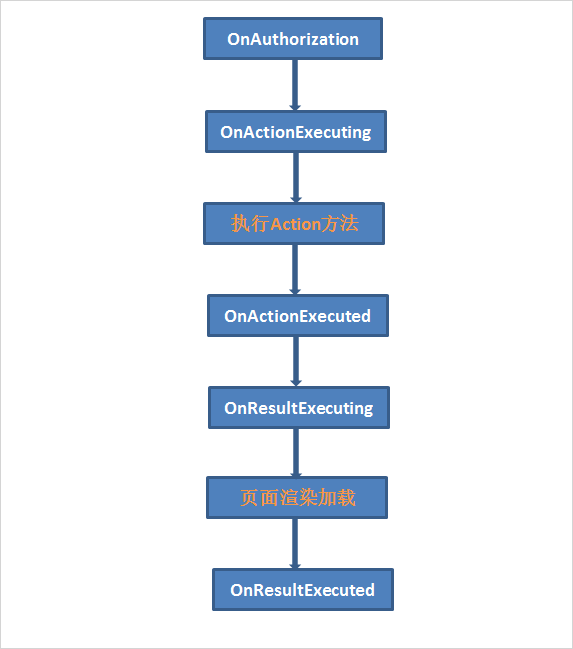 OnAuthorization
OnActionExecuting
执行Action方法
OnActionExecuted
OnResultExecuting
页面渲染加载
OnResultExecuted